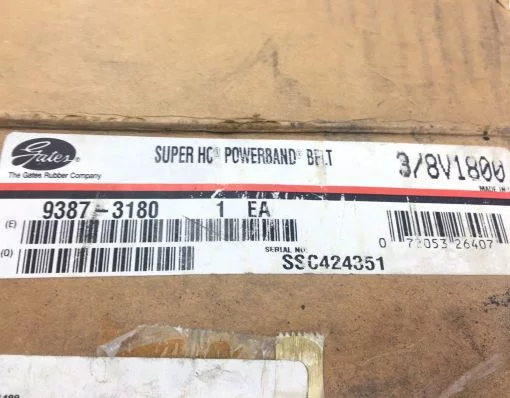 Gates
The Gates Rubber Company
SUPER HC® POWERBAND® BELT
3/8V1800
MADE IN
9387-3180 1 EA
(E)
(Q)
SERIAL NO.
SSC424351
0 72053 26407